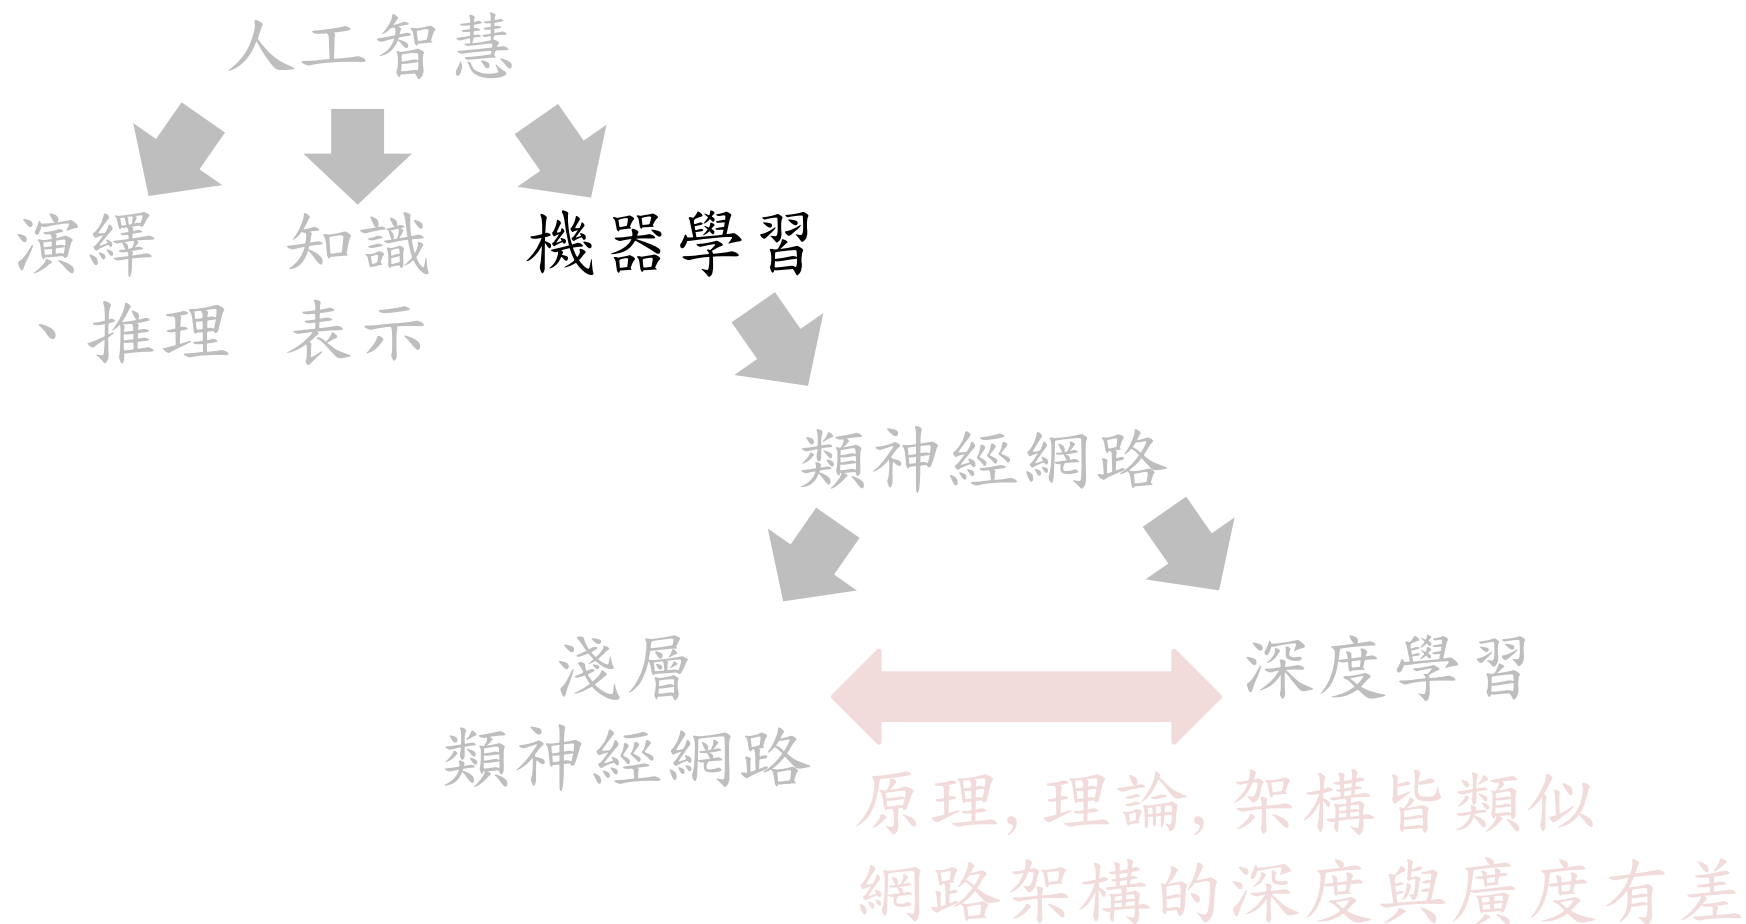 人工智慧
演繹
、推理
知識
表示
機器學習
類神經網路
淺層
類神經網路
深度學習
原理,理論,架構皆類似
網路架構的深度與廣度有差